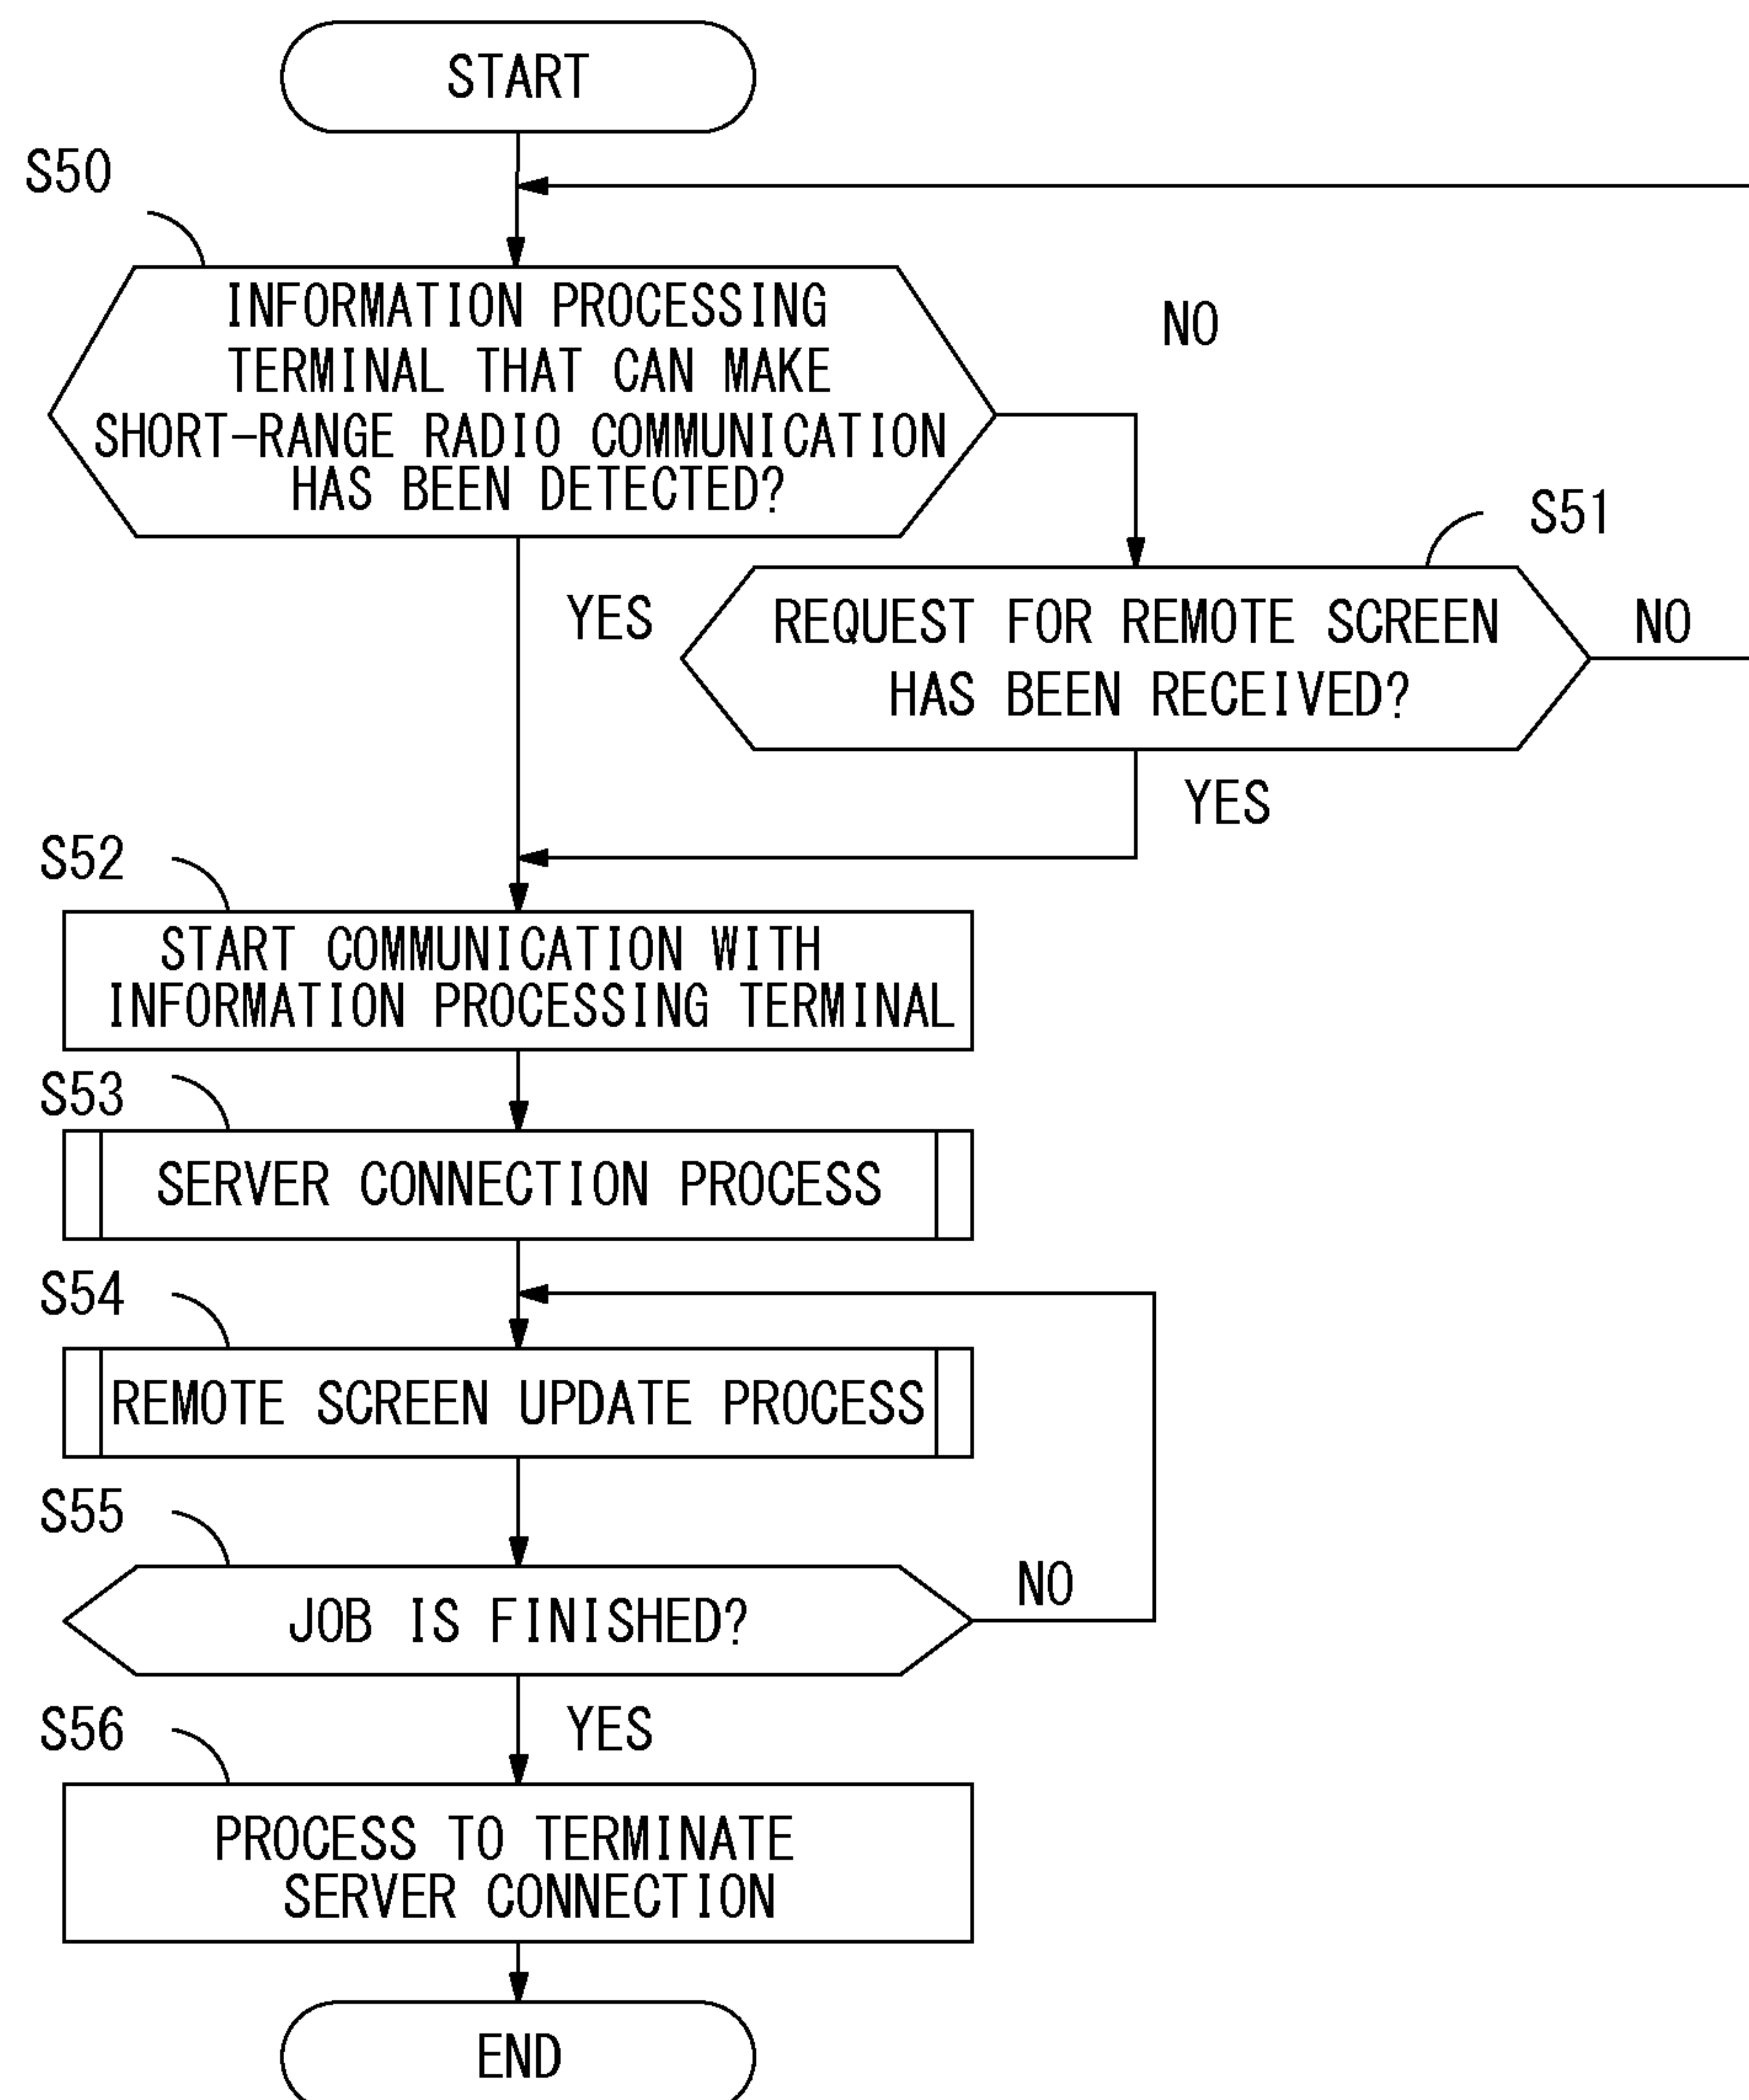 START
S50
INFORMATION PROCESSING
TERMINAL THAT CAN MAKE
SHORT-RANGE RADIO COMMUNICATION
HAS BEEN DETECTED?
NO
S51
YES
REQUEST FOR REMOTE SCREEN
HAS BEEN RECEIVED?
NO
YES
S52
START COMMUNICATION WITH
INFORMATION PROCESSING TERMINAL
S53
SERVER CONNECTION PROCESS
S54
REMOTE SCREEN UPDATE PROCESS
S55
JOB IS FINISHED?
NO
YES
S56
PROCESS TO TERMINATE
SERVER CONNECTION
END